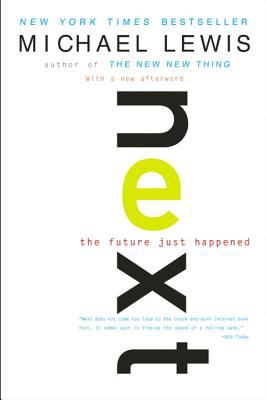 NEW YORK TIMES BESTSELLER
MICHAEL LEWIS
author of THE NEW NEW THING
With a new afterword
next
the future just happened
"Next does not come too late to the crash-and-burn Internet book
fest. It comes just in time—at the speed of a falling safe."
—USA Today